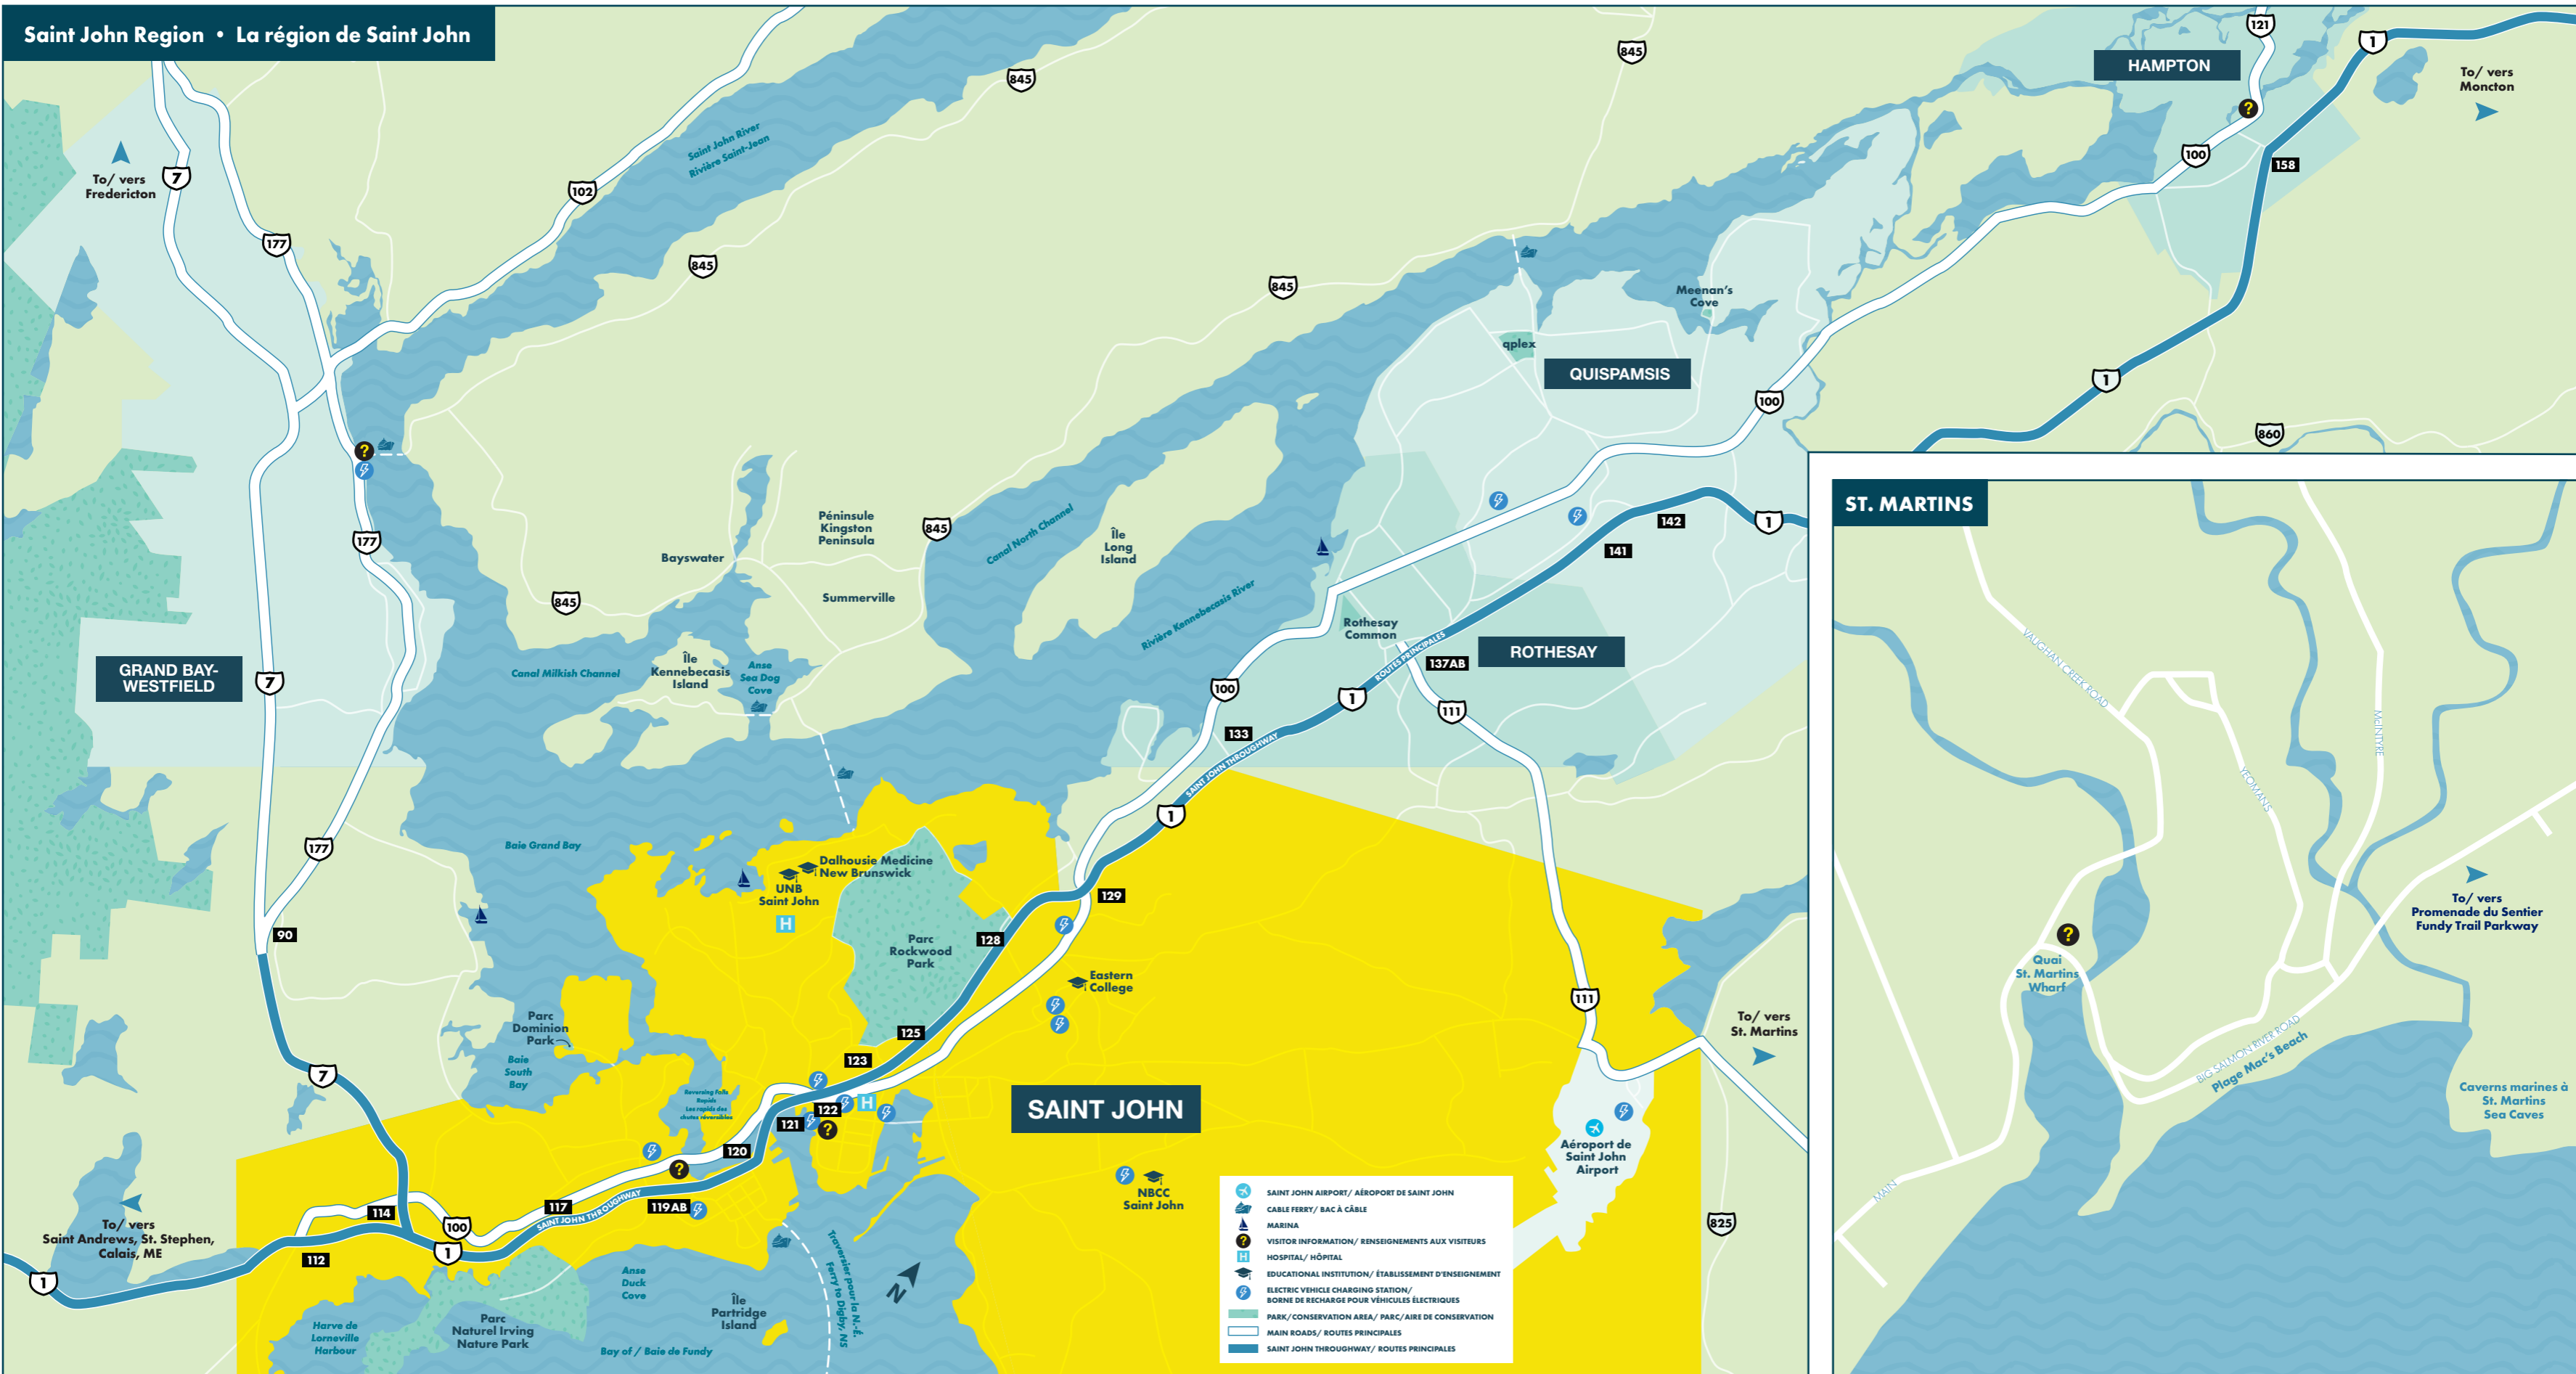 Saint John Region • La région de Saint John
121
1
845
845
HAMPTON
To/ vers
Moncton
To/ vers
Fredericton
7
102
Saint John River
Rivière Saint-Jean
100
158
177
845
845
Meenan's
Cove
qplex
QUISPAMSIS
1
100
860
177
Péninsule
Kingston
Peninsula
845
Canal North Channel
Île
Long
Island
142
1
141
Bayswater
845
Summerville
Rivière Kennebecasis River
Rothesay
Common
ROUTES PRINCIPALES
ROTHESAY
137AB
GRAND BAY-
WESTFIELD
7
Canal Milkish Channel
Île
Kennebecasis
Island
Anse
Sea Dog
Cove
100
1
111
133
SAINT JOHN THROUGHWAY
1
177
Baie Grand Bay
Dalhousie Medicine
New Brunswick
UNB
Saint John
H
129
90
Parc
Rockwood
Park
128
Eastern
College
111
Parc
Dominion
Park
Baie
South
Bay
125
To/ vers
St. Martins
123
7
Reversing Falls
Rapids
Les rapids des
chutes réversibles
122
H
121
SAINT JOHN
120
Aéroport de
Saint John
Airport
NBCC
Saint John
117
119AB
SAINT JOHN THROUGHWAY
114
100
1
112
825
To/ vers
Saint Andrews, St. Stephen,
Calais, ME
1
Anse
Duck
Cove
Île
Partridge
Island
Traversier pour la N.-É.
Ferry to Digby, NS
N
Harve de
Lorneville
Harbour
Parc
Naturel Irving
Nature Park
Bay of / Baie de Fundy
SAINT JOHN AIRPORT/ AÉROPORT DE SAINT JOHN
CABLE FERRY/ BAC À CÂBLE
MARINA
? VISITOR INFORMATION/ RENSEIGNEMENTS AUX VISITEURS
H HOSPITAL/ HÔPITAL
EDUCATIONAL INSTITUTION/ ÉTABLISSEMENT D'ENSEIGNEMENT
ELECTRIC VEHICLE CHARGING STATION/
BORNE DE RECHARGE POUR VÉHICULES ÉLECTRIQUES
PARK/CONSERVATION AREA/ PARC/AIRE DE CONSERVATION
MAIN ROADS/ ROUTES PRINCIPALES
SAINT JOHN THROUGHWAY/ ROUTES PRINCIPALES
ST. MARTINS
VAUGHAN CREEK ROAD
McINTYRE
YEOMANS
To/ vers
Promenade du Sentier
Fundy Trail Parkway
?
Quai
St. Martins
Wharf
BIG SALMON RIVER ROAD
Plage Mac's Beach
Caverns marines à
St. Martins
Sea Caves
MAIN